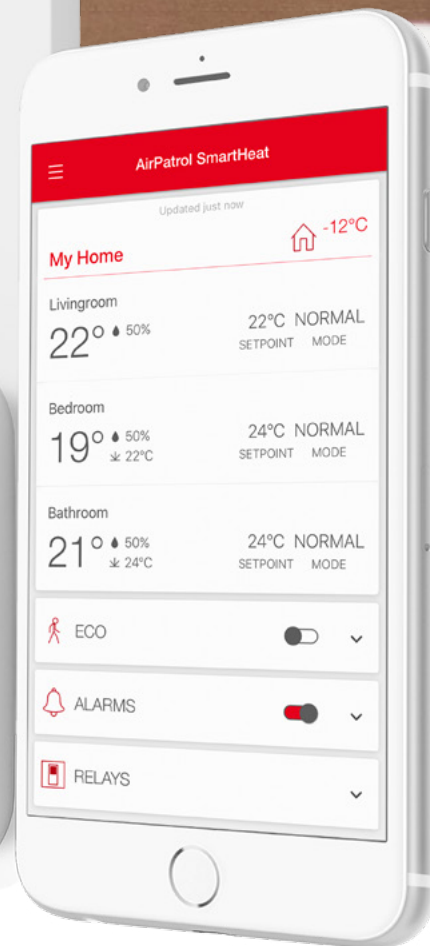 AirPatrol SmartHeat
Updated just now
My Home -12°C
Livingroom
22° 50% 22°C NORMAL
SETPOINT MODE
Bedroom
19° 50% 24°C NORMAL
22°C SETPOINT MODE
Bathroom
21° 50% 24°C NORMAL
24°C SETPOINT MODE
ECO
ALARMS
RELAYS